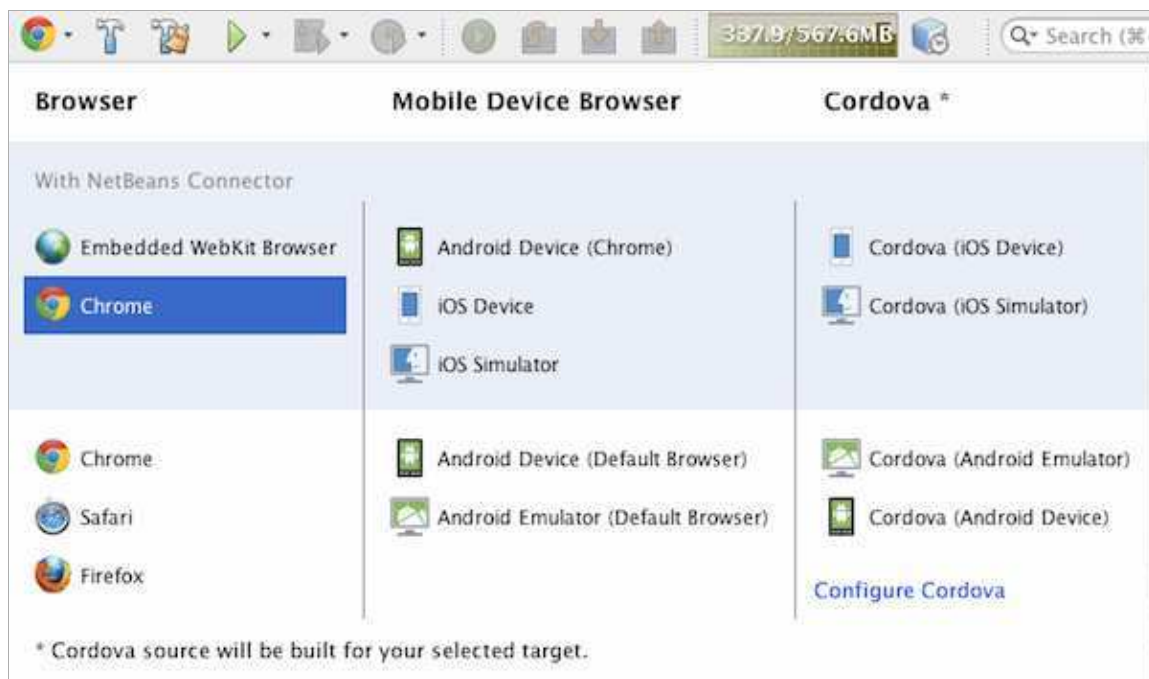 387.9/567.6MB
Search (⌘
Browser
Mobile Device Browser
Cordova *
With NetBeans Connector
Embedded WebKit Browser
Android Device (Chrome)
Cordova (iOS Device)
Chrome
iOS Device
Cordova (iOS Simulator)
iOS Simulator
Chrome
Android Device (Default Browser)
Cordova (Android Emulator)
Safari
Android Emulator (Default Browser)
Cordova (Android Device)
Firefox
Configure Cordova
* Cordova source will be built for your selected target.